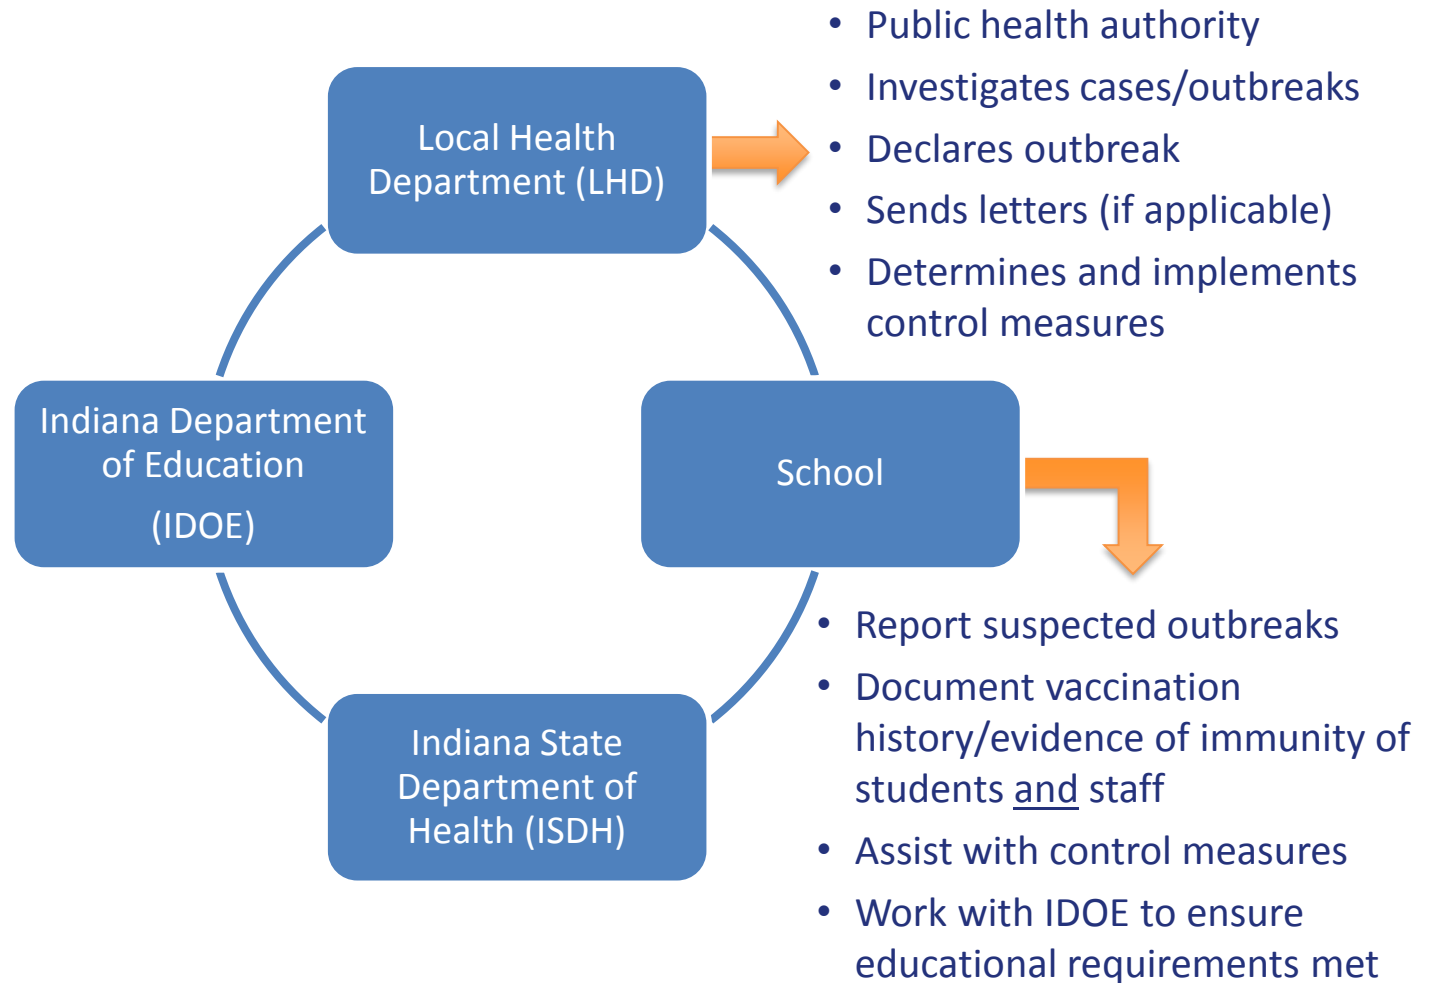 Local Health
Department (LHD)
• Public health authority
• Investigates cases/outbreaks
• Declares outbreak
• Sends letters (if applicable)
• Determines and implements
control measures
Indiana Department
of Education
(IDOE)
School
• Report suspected outbreaks
• Document vaccination
history/evidence of immunity of
students and staff
• Assist with control measures
• Work with IDOE to ensure
educational requirements met
Indiana State
Department of
Health (ISDH)